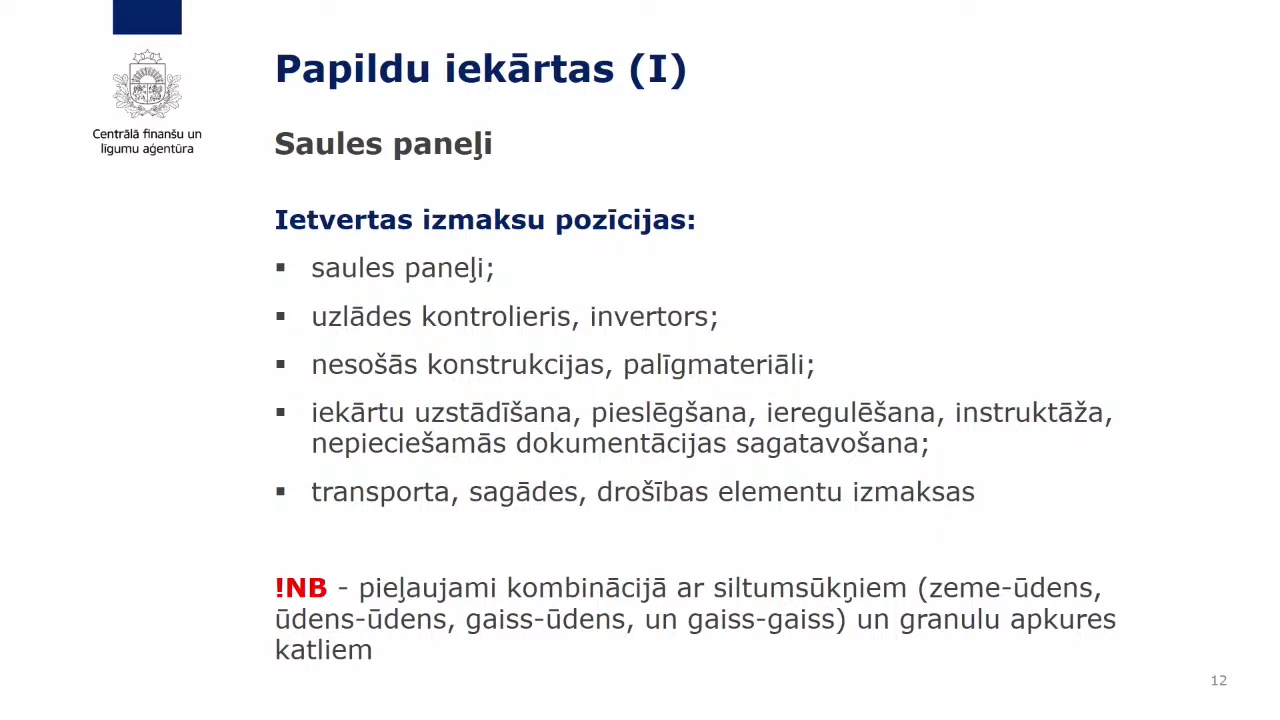 Centrālā finanšu un
līgumu aģentūra
Papildu iekārtas (I)
Saules paneļi
Ietvertas izmaksu pozīcijas:
▪ saules paneļi;
▪ uzlādes kontrolieris, invertors;
▪ nesošās konstrukcijas, palīgmateriāli;
▪ iekārtu uzstādīšana, pieslēgšana, ieregulēšana, instruktāža,
nepieciešamās dokumentācijas sagatavošana;
▪ transporta, sagādes, drošības elementu izmaksas
!NB - pieļaujami kombinācijā ar siltumsūkņiem (zeme-ūdens,
ūdens-ūdens, gaiss-ūdens, un gaiss-gaiss) un granulu apkures
katliem
12